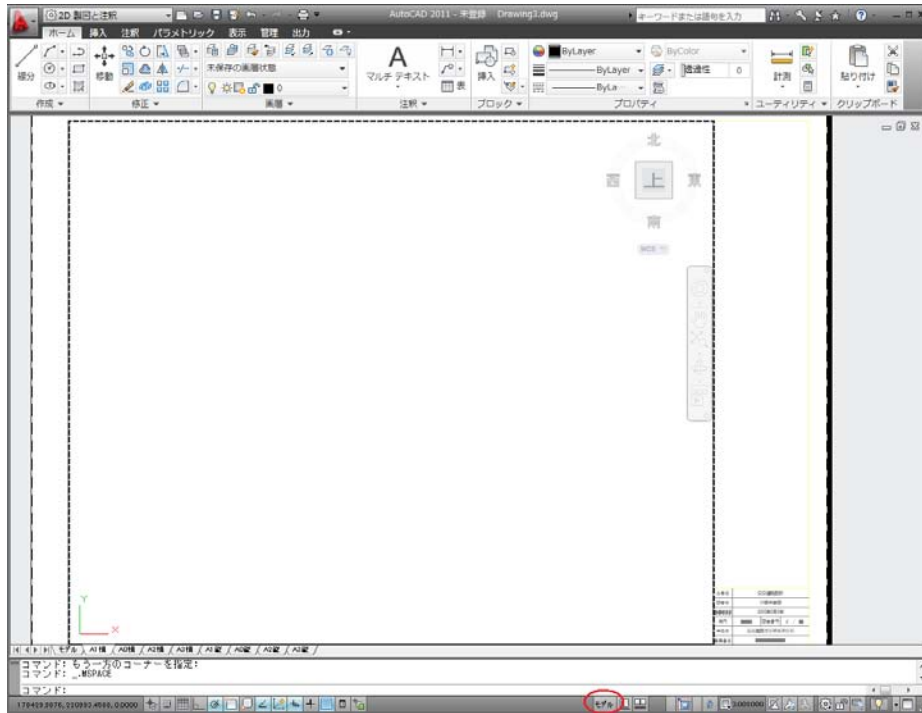 2D 製図と注釈
AutoCAD 2011 - 未登録 Drawing3.dwg
キーワードまたは語句を入力
ホーム 挿入 注釈 パラメトリック 表示 管理 出力
線分
移動
未保存の画層状態
0
A
マルチ テキスト
表
挿入
ByLayer
ByLayer
ByLa
ByColor
透過性 0
計測
貼り付け
作成 修正 画層 注釈 ブロック プロパティ ユーティリティ クリップボード
北
西 上 東
南
WCS
Y
X
モデル A1横 A0横 A2横 A3横 A1縦 A0縦 A2縦 A3縦
コマンド: もう一方のコーナーを指定:
コマンド: _.MSPACE
コマンド:
モデル